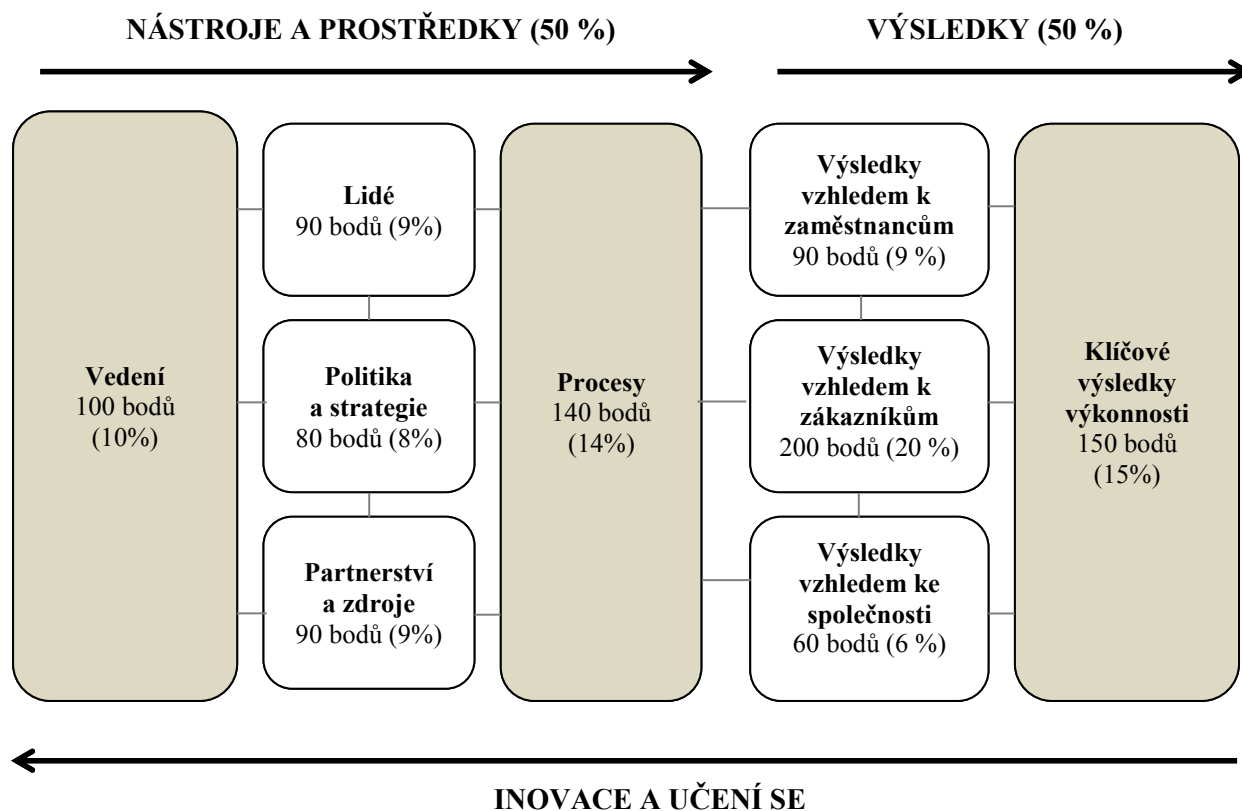 NÁSTROJE A PROSTŘEDKY (50 %)
VÝSLEDKY (50 %)
Vedení
100 bodů
(10%)
Lidé
90 bodů (9%)
Politika
a strategie
80 bodů (8%)
Partnerství
a zdroje
90 bodů (9%)
Procesy
140 bodů
(14%)
Výsledky
vzhledem k
zaměstnancům
90 bodů (9 %)
Výsledky
vzhledem k
zákazníkům
200 bodů (20 %)
Výsledky
vzhledem ke
společnosti
60 bodů (6 %)
Klíčové
výsledky
výkonnosti
150 bodů
(15%)
INOVACE A UČENÍ SE